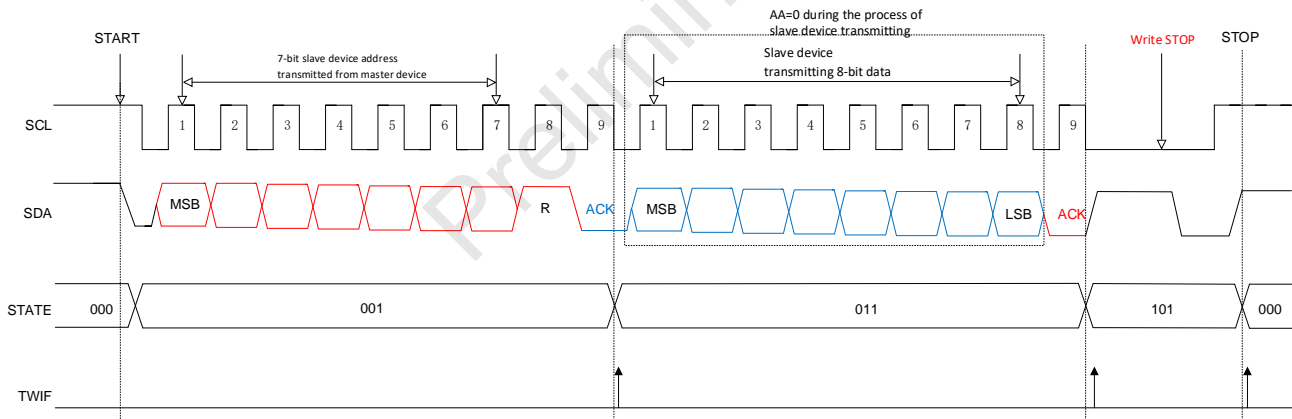 AA=0 during the process of
slave device transmitting
START
Write STOP
STOP
7-bit slave device address
transmitted from master device
Slave device
transmitting 8-bit data
SCL
1 2 3 4 5 6 7 8 9 1 2 3 4 5 6 7 8 9
SDA
MSB R ACK MSB LSB ACK
STATE
000 001 011 101 000
TWIF
Prelimin